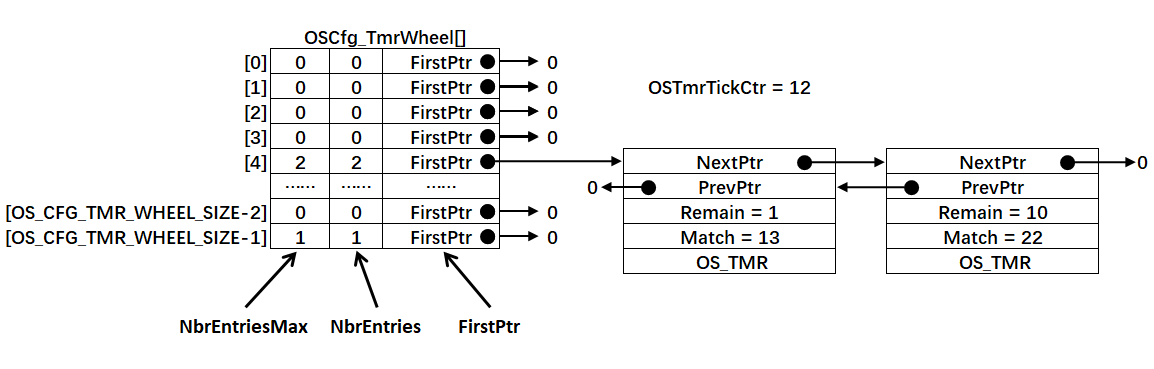 OSCfg_TmrWheel[]
[0] 0 0 FirstPtr 0
[1] 0 0 FirstPtr 0
OSTmrTickCtr = 12
[2] 0 0 FirstPtr 0
[3] 0 0 FirstPtr 0
[4] 2 2 FirstPtr NextPtr NextPtr 0
...... ...... ...... 0 PrevPtr PrevPtr
[OS_CFG_TMR_WHEEL_SIZE-2] 0 0 FirstPtr 0 Remain = 1 Remain = 10
[OS_CFG_TMR_WHEEL_SIZE-1] 1 1 FirstPtr 0 Match = 13 Match = 22
OS_TMR OS_TMR
NbrEntriesMax NbrEntries FirstPtr